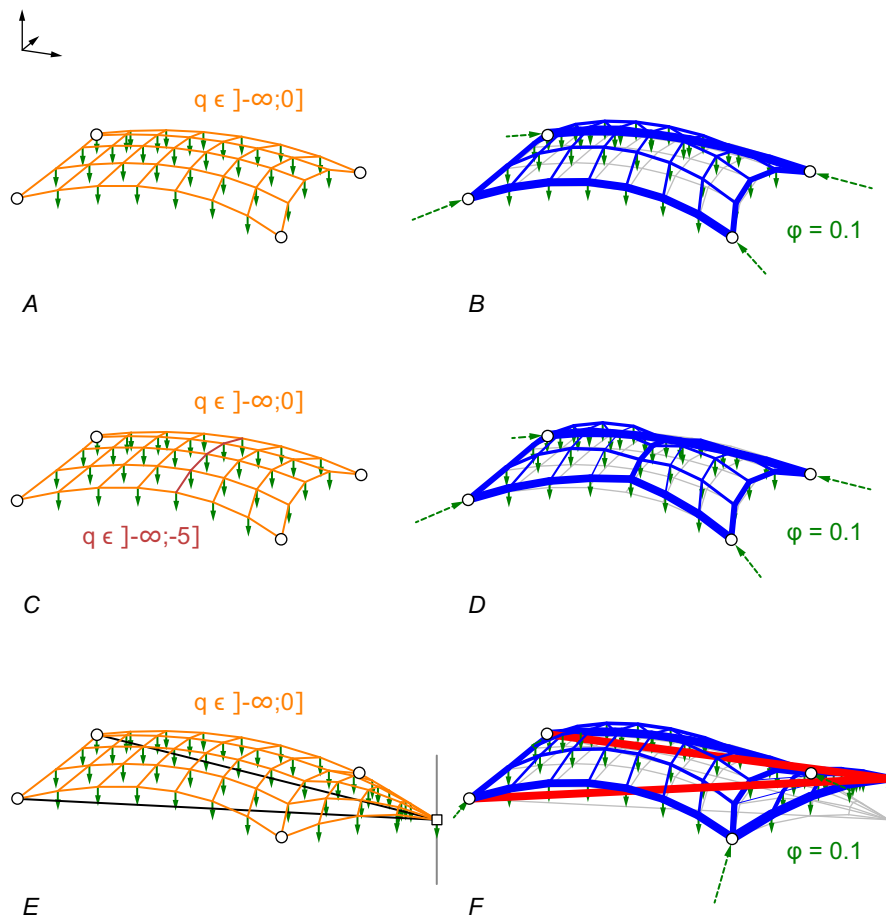 q ϵ ]-∞;0]
φ = 0.1
A
B
q ϵ ]-∞;0]
q ϵ ]-∞;-5]
φ = 0.1
C
D
q ϵ ]-∞;0]
φ = 0.1
E
F